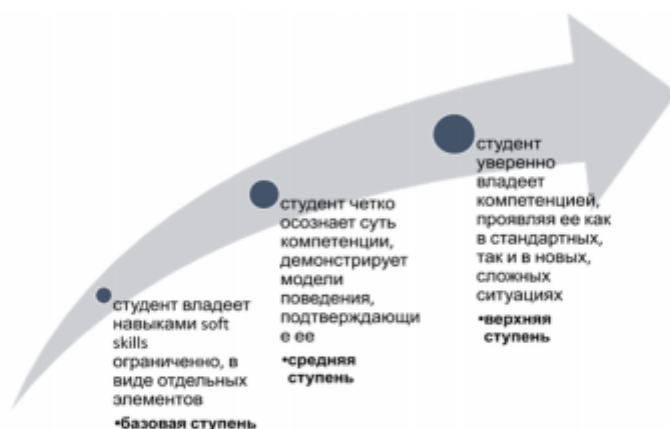 студент владеет
навыками soft
skills
ограниченно, в
виде отдельных
элементов
•базовая ступень
студент четко
осознает суть
компетенции,
демонстрирует
модели
поведения,
подтверждающи
е ее
•средняя
ступень
студент
уверенно
владеет
компетенцией,
проявляя ее как
в стандартных,
так и в новых,
сложных
ситуациях
•верхняя
ступень